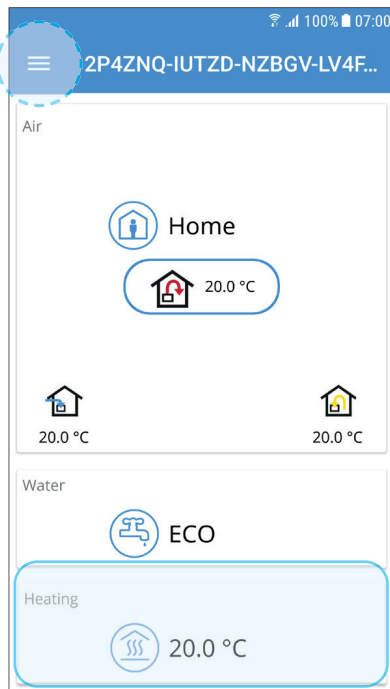 100% 07:00
2P4ZNQ-IUTZD-NZBGV-LV4F...
Air
Home
20.0 °C
20.0 °C 20.0 °C
Water
ECO
Heating
20.0 °C